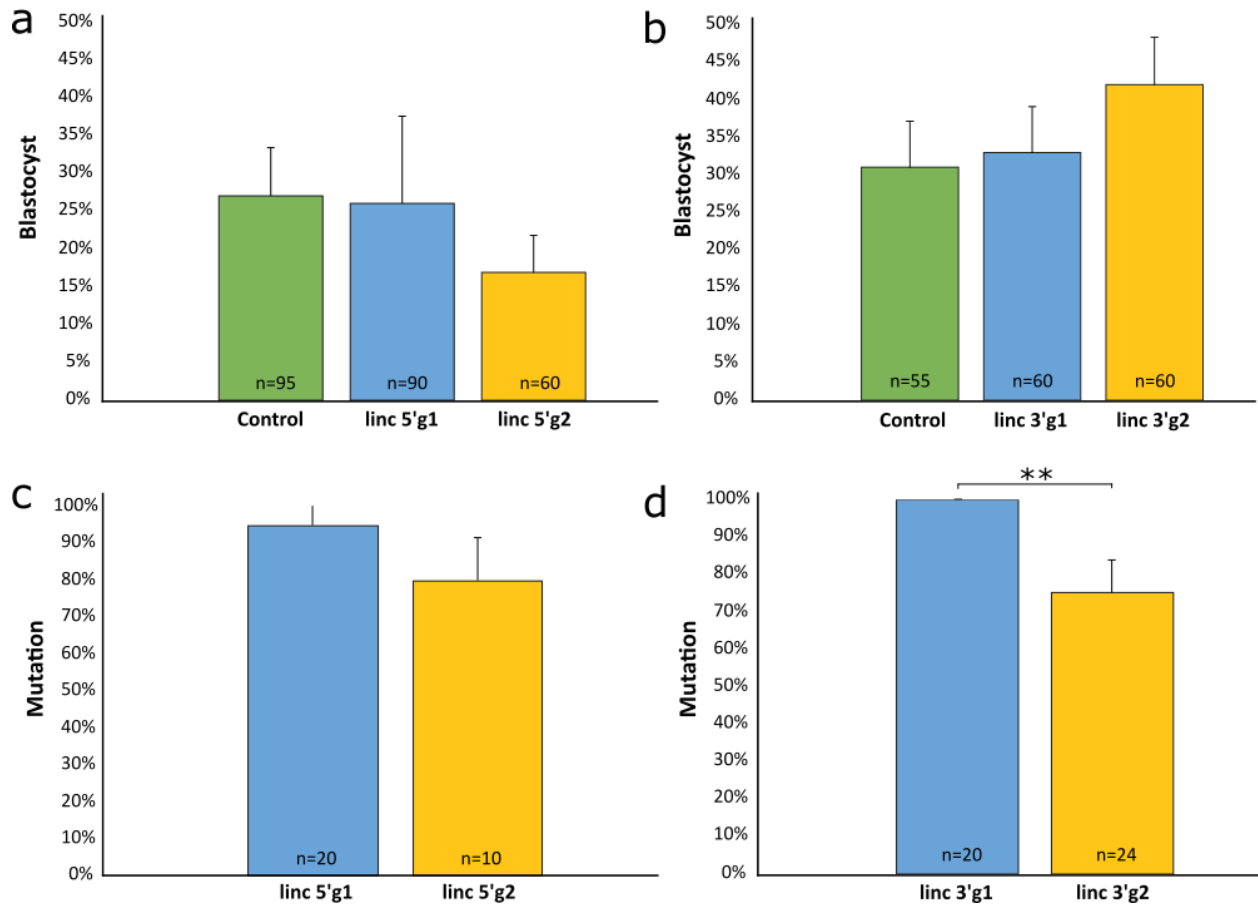 a
Blastocyst
50%
45%
40%
35%
30%
25%
20%
15%
10%
5%
0%
n=95
n=90
n=60
Control
linc 5'g1
linc 5'g2
b
Blastocyst
50%
45%
40%
35%
30%
25%
20%
15%
10%
5%
0%
n=55
n=60
n=60
Control
linc 3'g1
linc 3'g2
c
Mutation
100%
90%
80%
70%
60%
50%
40%
30%
20%
10%
0%
n=20
n=10
linc 5'g1
linc 5'g2
d
**
Mutation
100%
90%
80%
70%
60%
50%
40%
30%
20%
10%
0%
n=20
n=24
linc 3'g1
linc 3'g2